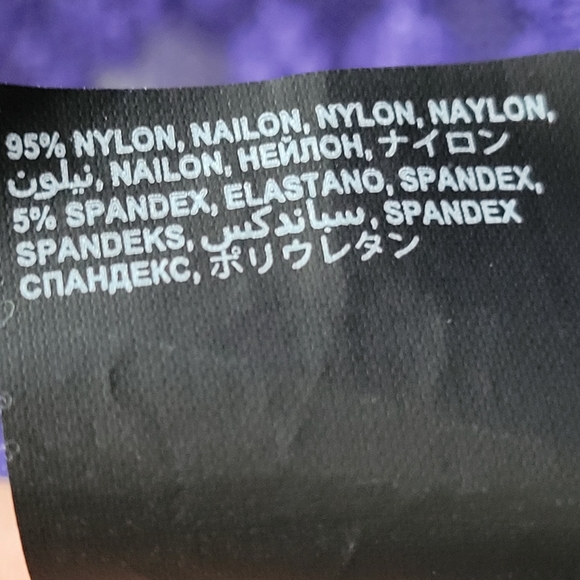 95% NYLON, NAILON, NYLON, NAYLON,
نيلون, NAILON, НЕЙЛОН, ナイロン
5% SPANDEX, ELASTANO, SPANDEX,
SPANDEKS, سباندكس, SPANDEX
СПАНДЕКС, ポリウレタン